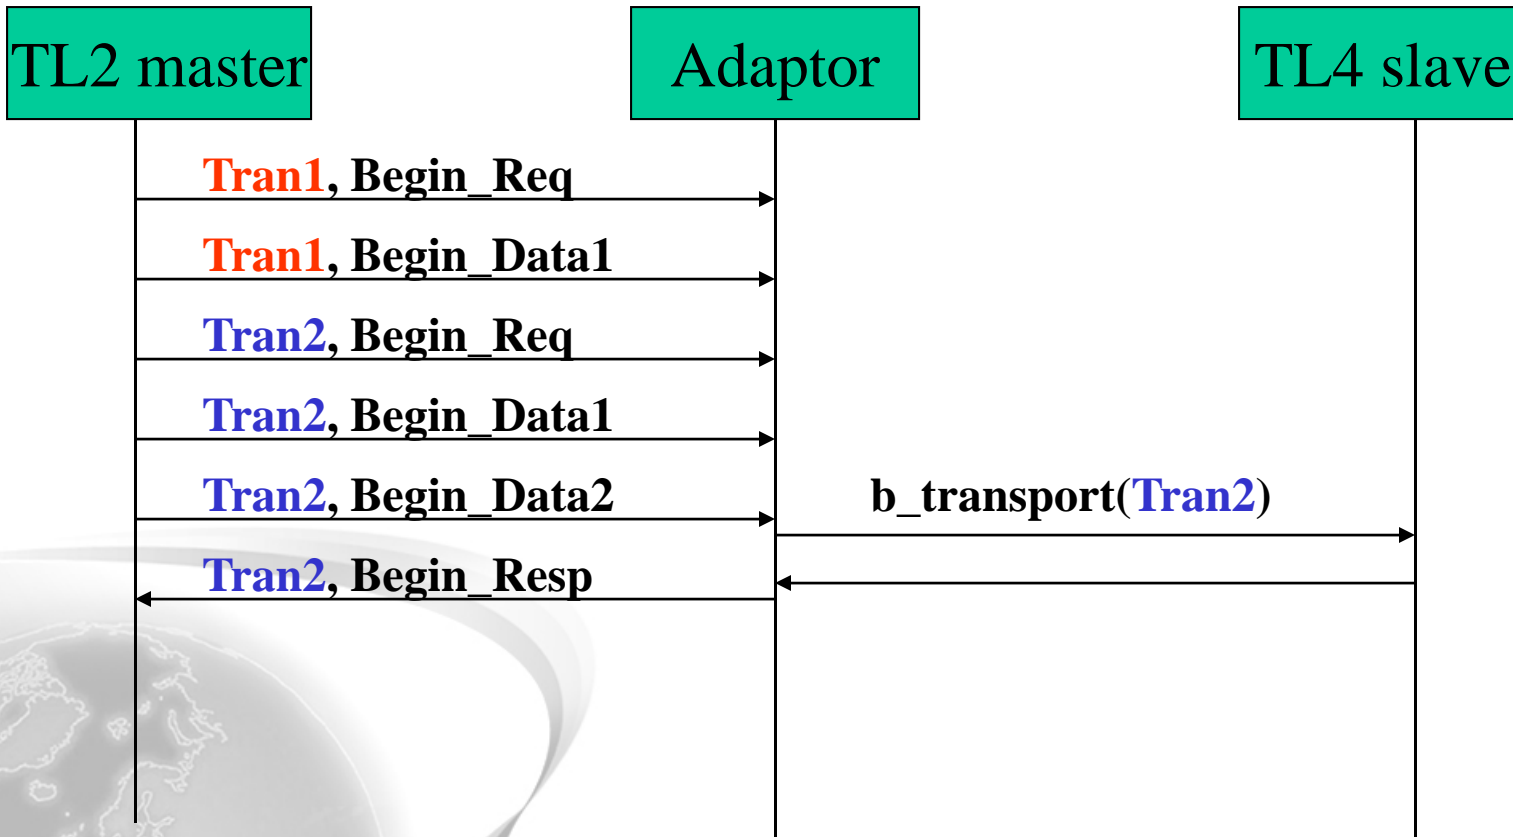 TL2 master
Adaptor
TL4 slave
Tran1, Begin_Req
Tran1, Begin_Data1
Tran2, Begin_Req
Tran2, Begin_Data1
Tran2, Begin_Data2
b_transport(Tran2)
Tran2, Begin_Resp